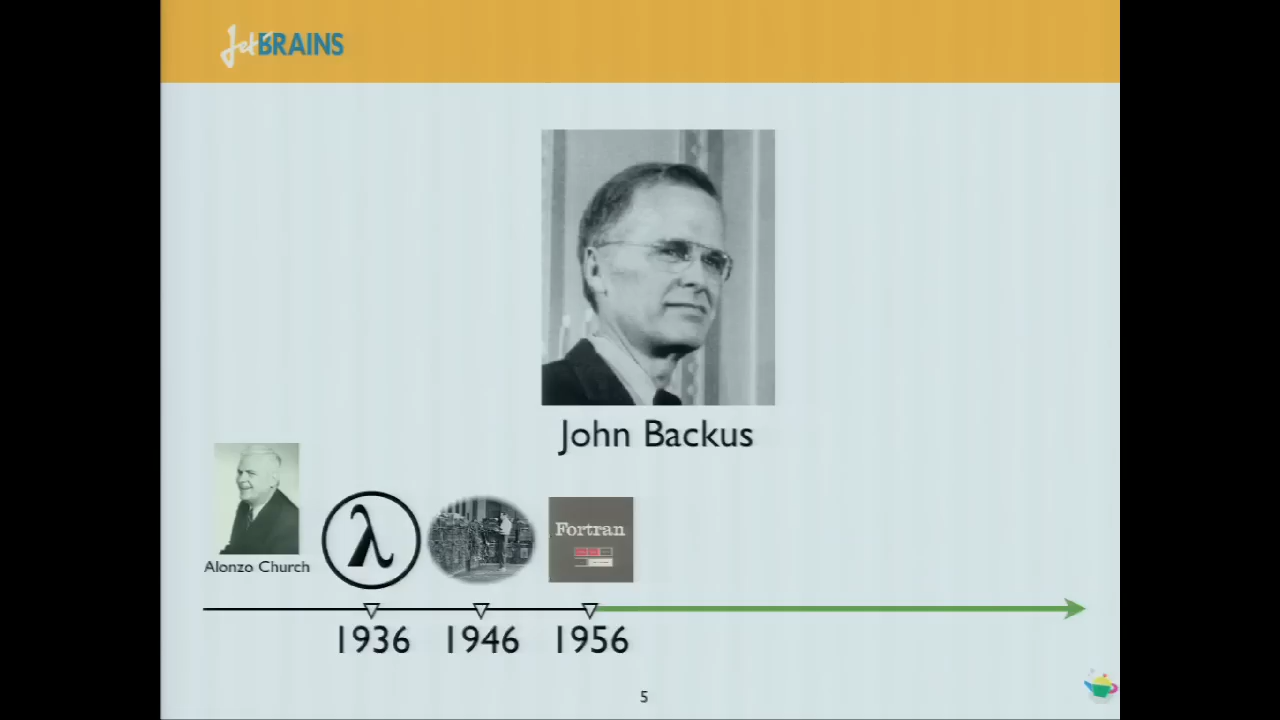 JetBRAINS
John Backus
Alonzo Church
λ
Fortran
1936 1946 1956
5